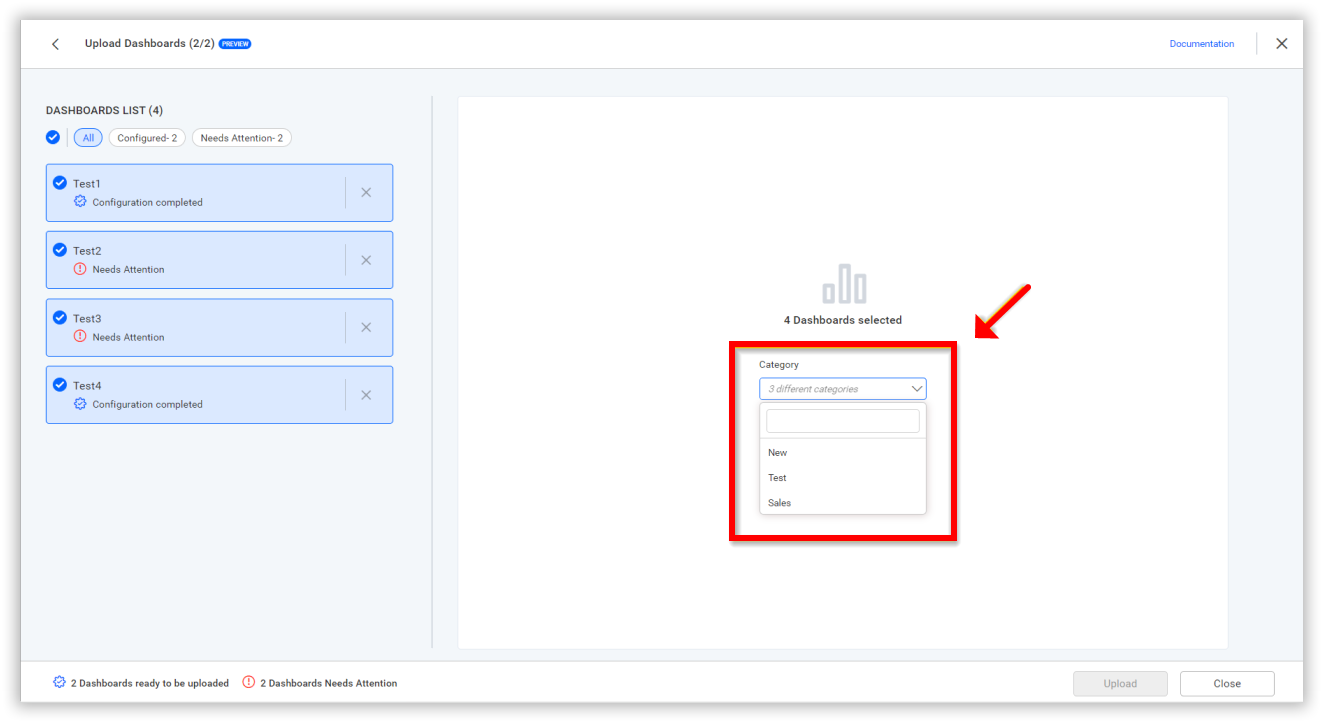 Upload Dashboards (2/2) PREVIEW
Documentation
DASHBOARDS LIST (4)
All
Configured- 2
Needs Attention- 2
Test1
Configuration completed
Test2
Needs Attention
Test3
Needs Attention
Test4
Configuration completed
4 Dashboards selected
Category
3 different categories
New
Test
Sales
2 Dashboards ready to be uploaded
2 Dashboards Needs Attention
Upload
Close